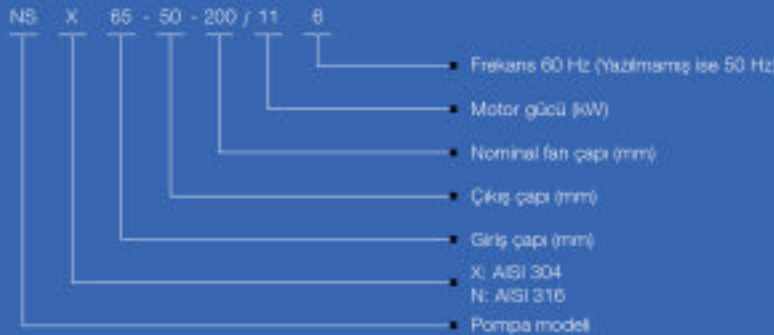 NS X 65 - 50 - 200 / 11 6
Frekans 60 Hz (Yazılmamış ise 50 Hz)
Motor gücü (kW)
Nominal fan çapı (mm)
Çıkış çapı (mm)
Giriş çapı (mm)
X: AISI 304
N: AISI 316
Pompa modeli